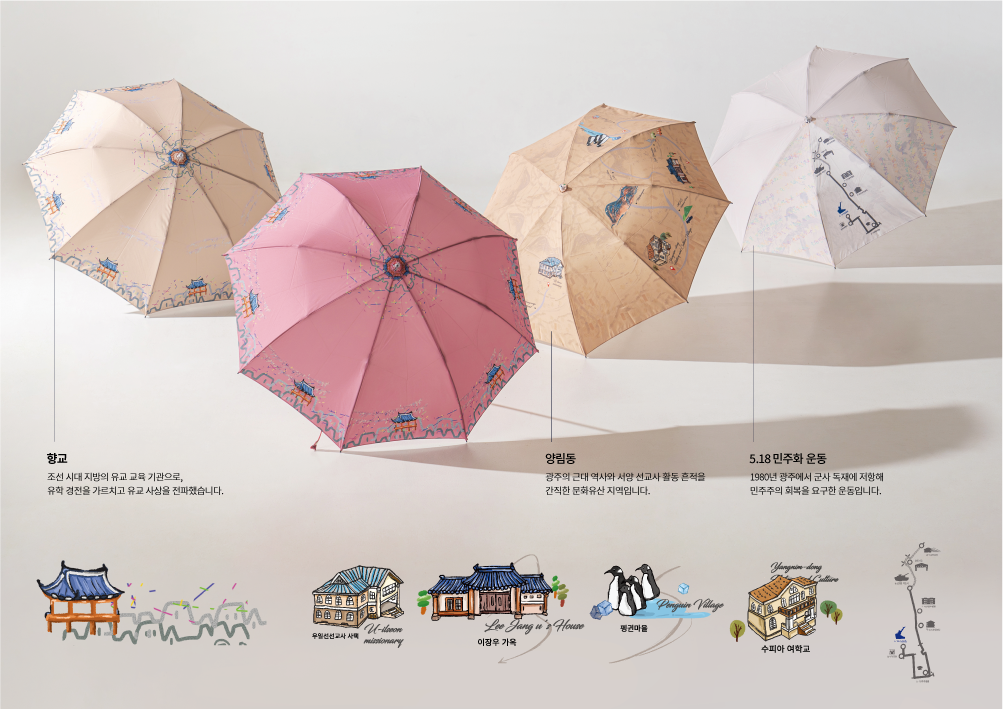 향교
조선 시대 지방의 유교 교육 기관으로,
유학 경전을 가르치고 유교 사상을 전파했습니다.
양림동
광주의 근대 역사와 서양 선교사 활동 흔적을
간직한 문화유산 지역입니다.
5.18 민주화 운동
1980년 광주에서 군사 독재에 저항해
민주주의 회복을 요구한 운동입니다.
우일선선교사 사택
U-ilseon
missionary
Lee Jang u's House
이장우 가옥
Penguin Village
펭귄마을
Yangnim-dong
Culture
수피아 여학교